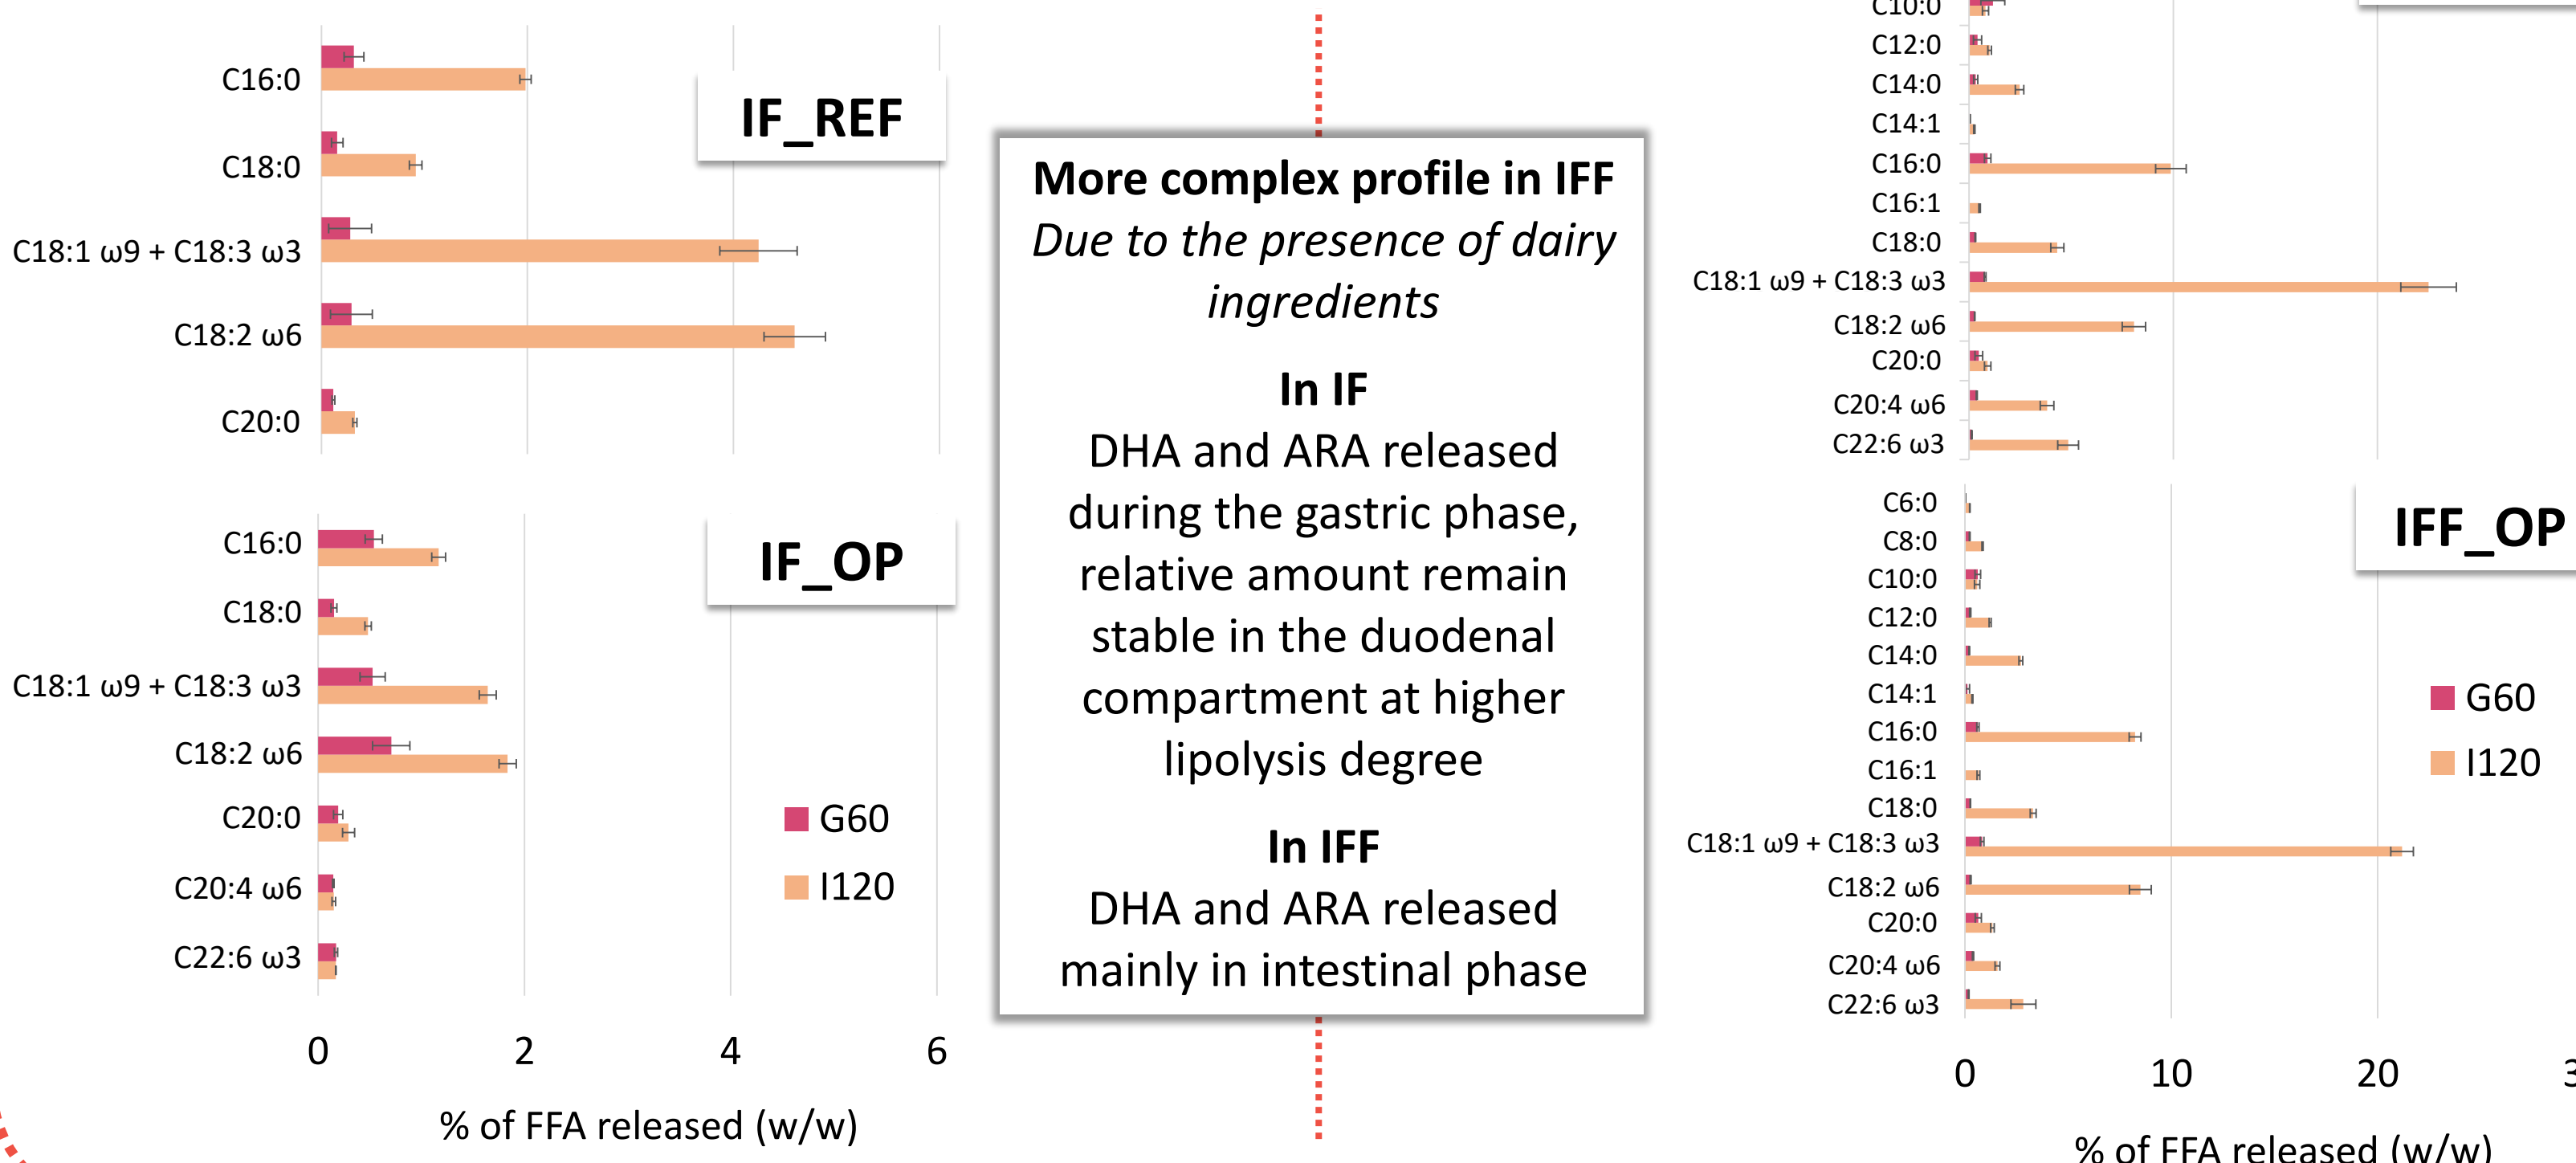 C16:0
C18:0
C18:1 ω9 + C18:3 ω3
C18:2 ω6
C20:0
IF_REF
C16:0
C18:0
C18:1 ω9 + C18:3 ω3
C18:2 ω6
C20:0
C20:4 ω6
C22:6 ω3
IF_OP
G60
I120
0 2 4 6
% of FFA released (w/w)
More complex profile in IFF
Due to the presence of dairy
ingredients
In IF
DHA and ARA released
during the gastric phase,
relative amount remain
stable in the duodenal
compartment at higher
lipolysis degree
In IFF
DHA and ARA released
mainly in intestinal phase
C10:0
C12:0
C14:0
C14:1
C16:0
C16:1
C18:0
C18:1 ω9 + C18:3 ω3
C18:2 ω6
C20:0
C20:4 ω6
C22:6 ω3
C6:0
C8:0
C10:0
C12:0
C14:0
C14:1
C16:0
C16:1
C18:0
C18:1 ω9 + C18:3 ω3
C18:2 ω6
C20:0
C20:4 ω6
C22:6 ω3
IFF_OP
G60
I120
0 10 20
% of FFA released (w/w)